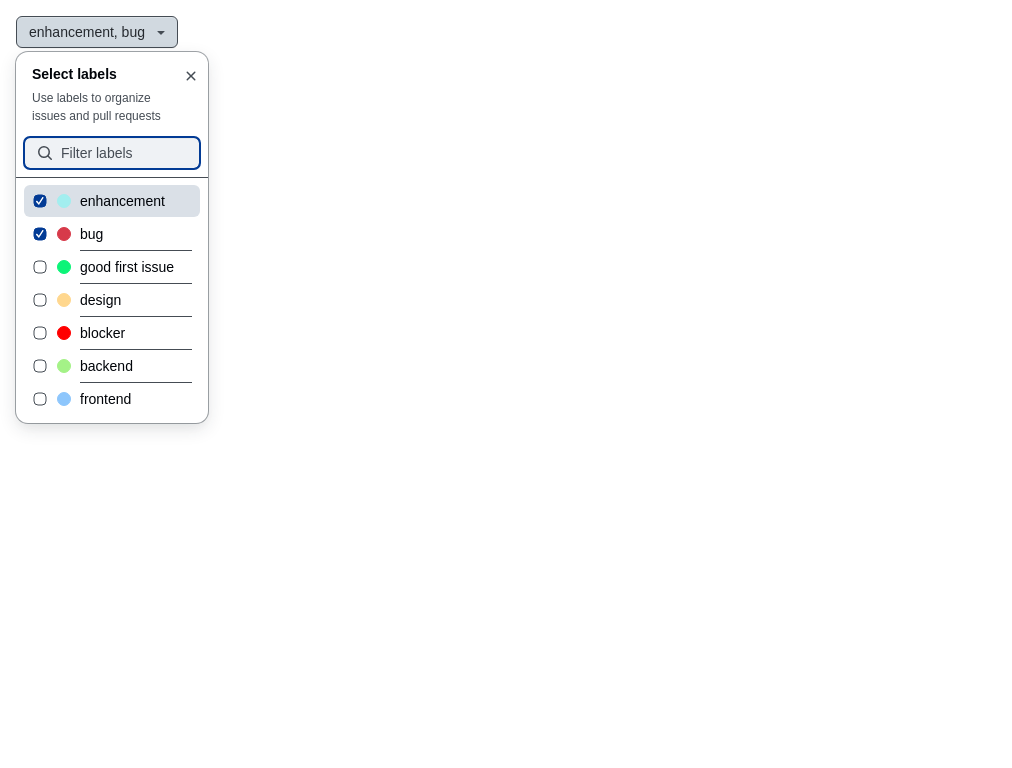 enhancement, bug
Select labels
Use labels to organize
issues and pull requests
Filter labels
enhancement
bug
good first issue
design
blocker
backend
frontend